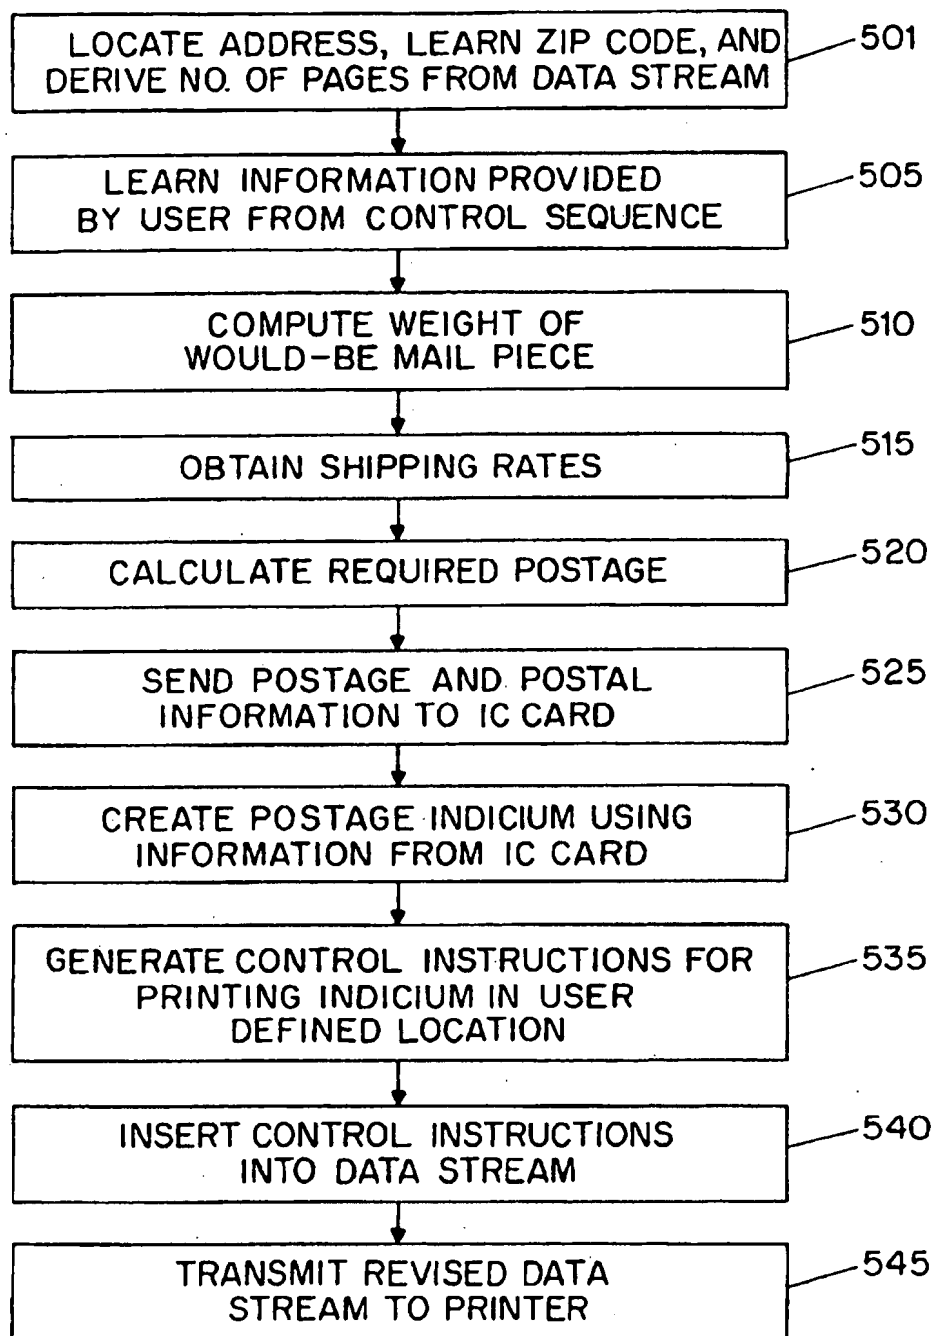 LOCATE ADDRESS, LEARN ZIP CODE, AND
DERIVE NO. OF PAGES FROM DATA STREAM
501
LEARN INFORMATION PROVIDED
BY USER FROM CONTROL SEQUENCE
505
COMPUTE WEIGHT OF
WOULD-BE MAIL PIECE
510
OBTAIN SHIPPING RATES
515
CALCULATE REQUIRED POSTAGE
520
SEND POSTAGE AND POSTAL
INFORMATION TO IC CARD
525
CREATE POSTAGE INDICIUM USING
INFORMATION FROM IC CARD
530
GENERATE CONTROL INSTRUCTIONS FOR
PRINTING INDICIUM IN USER
DEFINED LOCATION
535
INSERT CONTROL INSTRUCTIONS
INTO DATA STREAM
540
TRANSMIT REVISED DATA
STREAM TO PRINTER
545